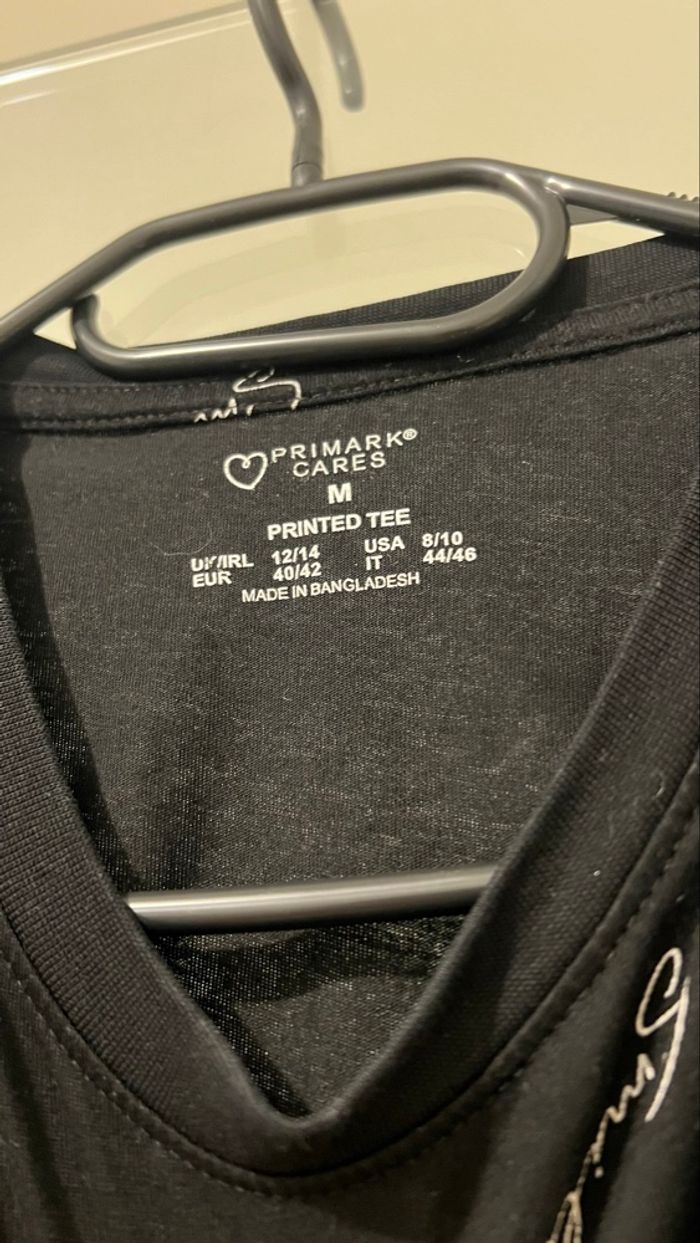 PRIMARK®
CARES
M
PRINTED TEE
UK/IRL 12/14 USA 8/10
EUR 40/42 IT 44/46
MADE IN BANGLADESH